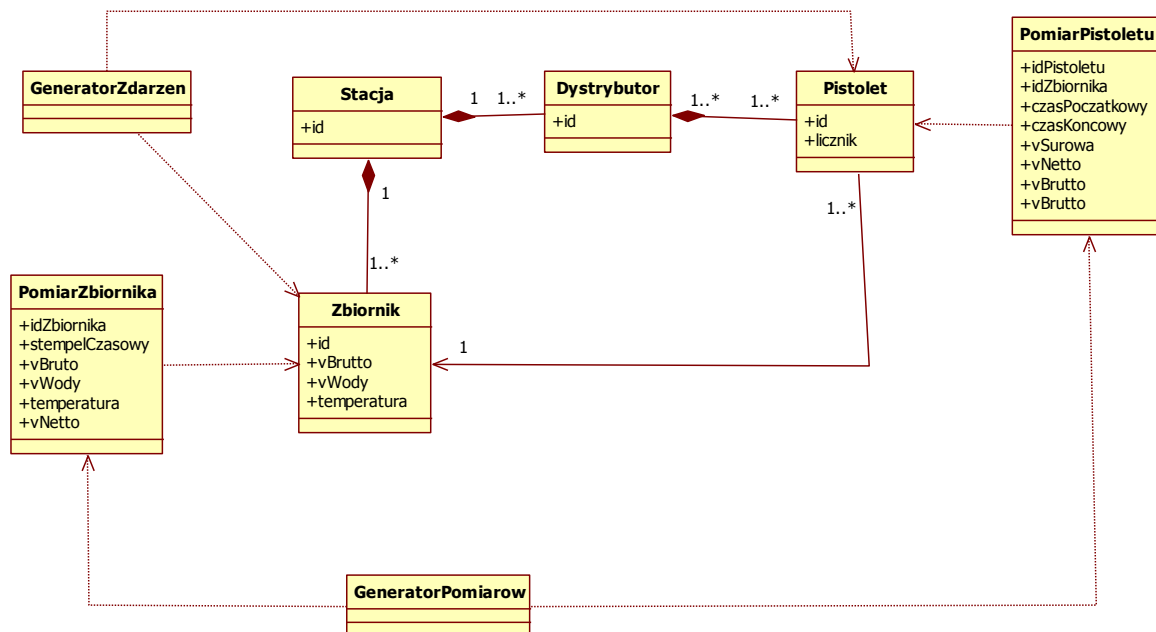 GeneratorZdarzen
Stacja
+id
1
1..*
Dystrybutor
+id
1..*
1..*
Pistolet
+id
+licznik
PomiarPistoletu
+idPistoletu
+idZbiornika
+czasPoczatkowy
+czasKoncowy
+vSurowa
+vNetto
+vBrutto
+vBrutto
1
1..*
1..*
1
PomiarZbiornika
+idZbiornika
+stempelCzasowy
+vBruto
+vWody
+temperatura
+vNetto
Zbiornik
+id
+vBrutto
+vWody
+temperatura
GeneratorPomiarow